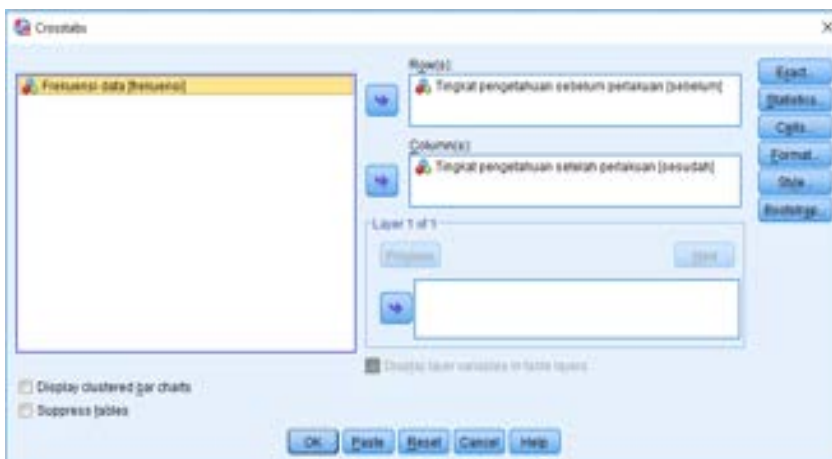 Crosstabs
Frekuensi data [frekuensi]
Row(s):
Tingkat pengetahuan sebelum perlakuan [sebelum]
Column(s):
Tingkat pengetahuan setelah perlakuan [sesudah]
Layer 1 of 1
Previous
Next
Display layer variables in table layers
Exact...
Statistics...
Cells...
Format...
Style...
Bootstrap...
Display clustered bar charts
Suppress tables
OK
Paste
Reset
Cancel
Help